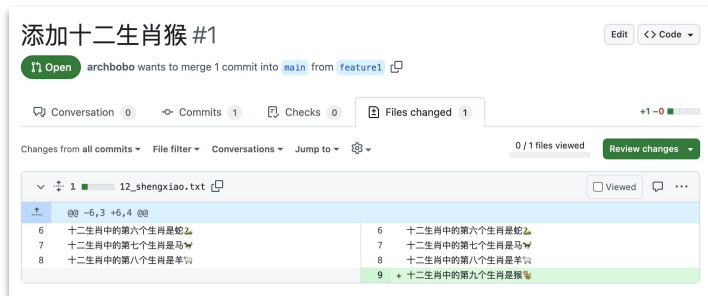 添加十二生肖猴 #1
Edit
<> Code
Open
archbobo wants to merge 1 commit into main from feature1
Conversation 0
Commits 1
Checks 0
Files changed 1
+1 −0
Changes from all commits
File filter
Conversations
Jump to
0 / 1 files viewed
Review changes
1
12_shengxiao.txt
Viewed
@@ -6,3 +6,4 @@
6 十二生肖中的第六个生肖是蛇🐍
6 十二生肖中的第六个生肖是蛇🐍
7 十二生肖中的第七个生肖是马🐎
7 十二生肖中的第七个生肖是马🐎
8 十二生肖中的第八个生肖是羊🐑
8 十二生肖中的第八个生肖是羊🐑
9 + 十二生肖中的第九个生肖是猴🐒